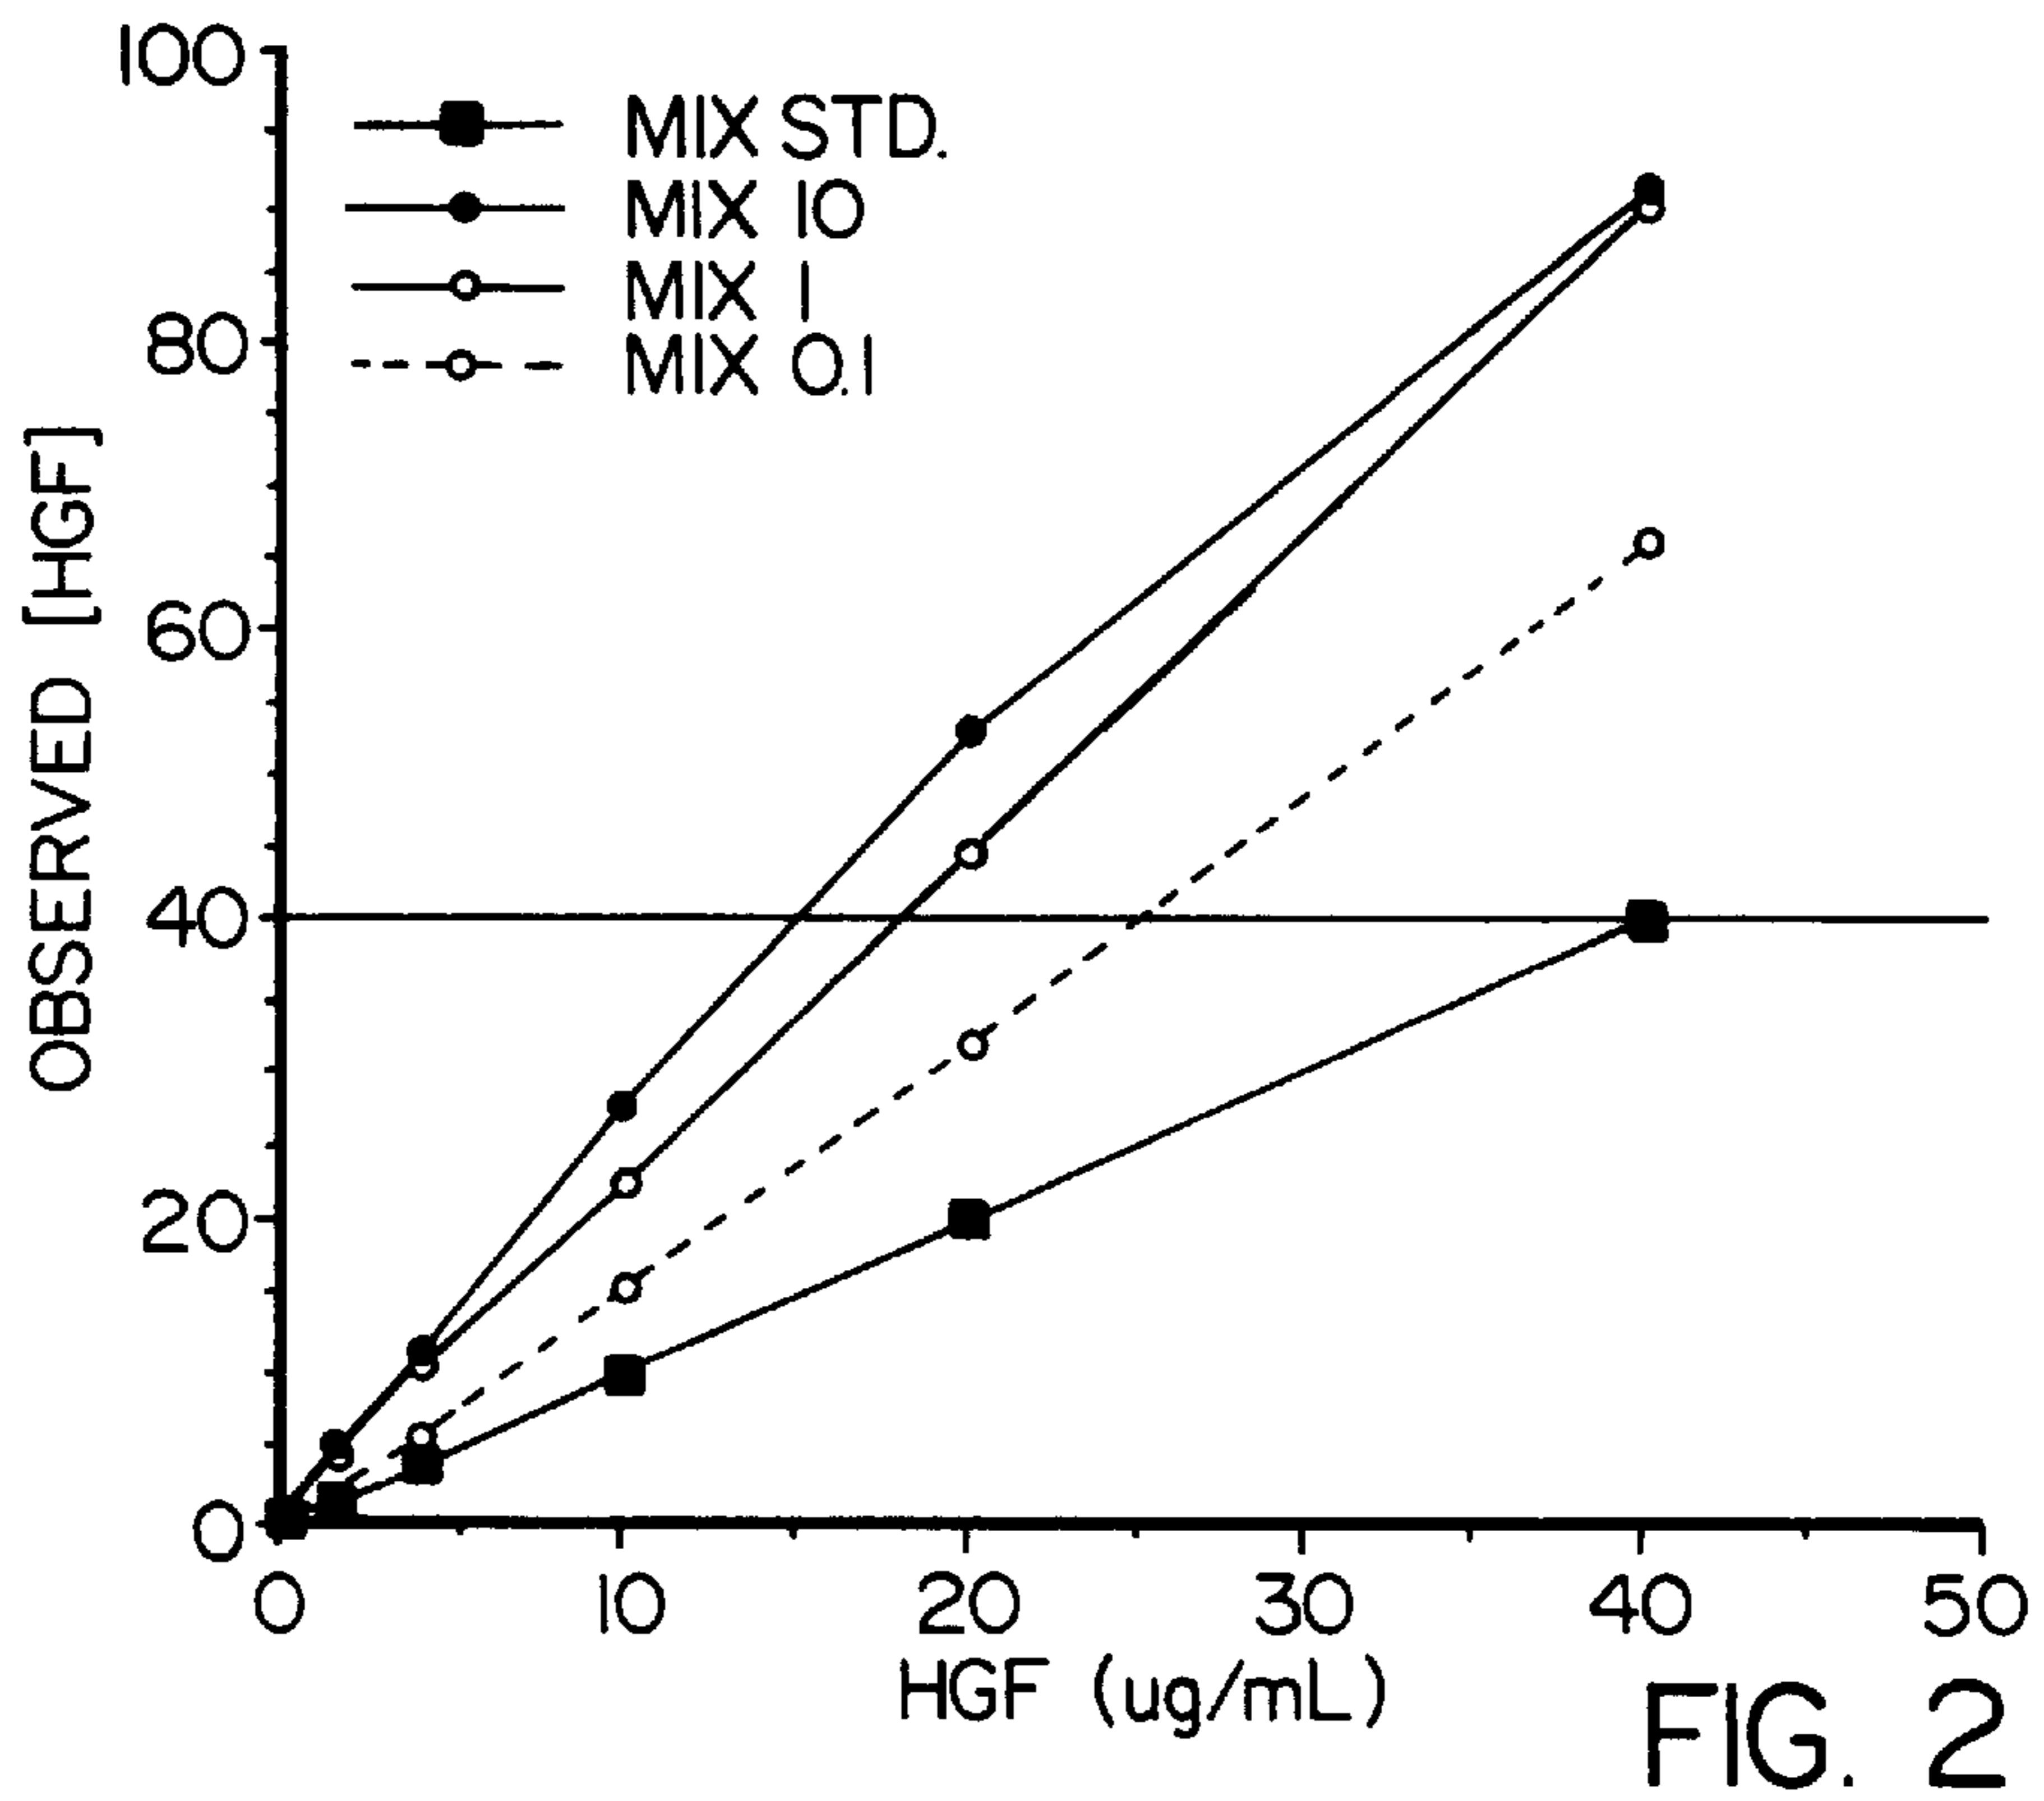 100
80
60
40
20
0
OBSERVED [HGF]
MIX STD.
MIX 10
MIX 1
MIX 0.1
0 10 20 30 40 50
HGF (ug/mL)
FIG. 2